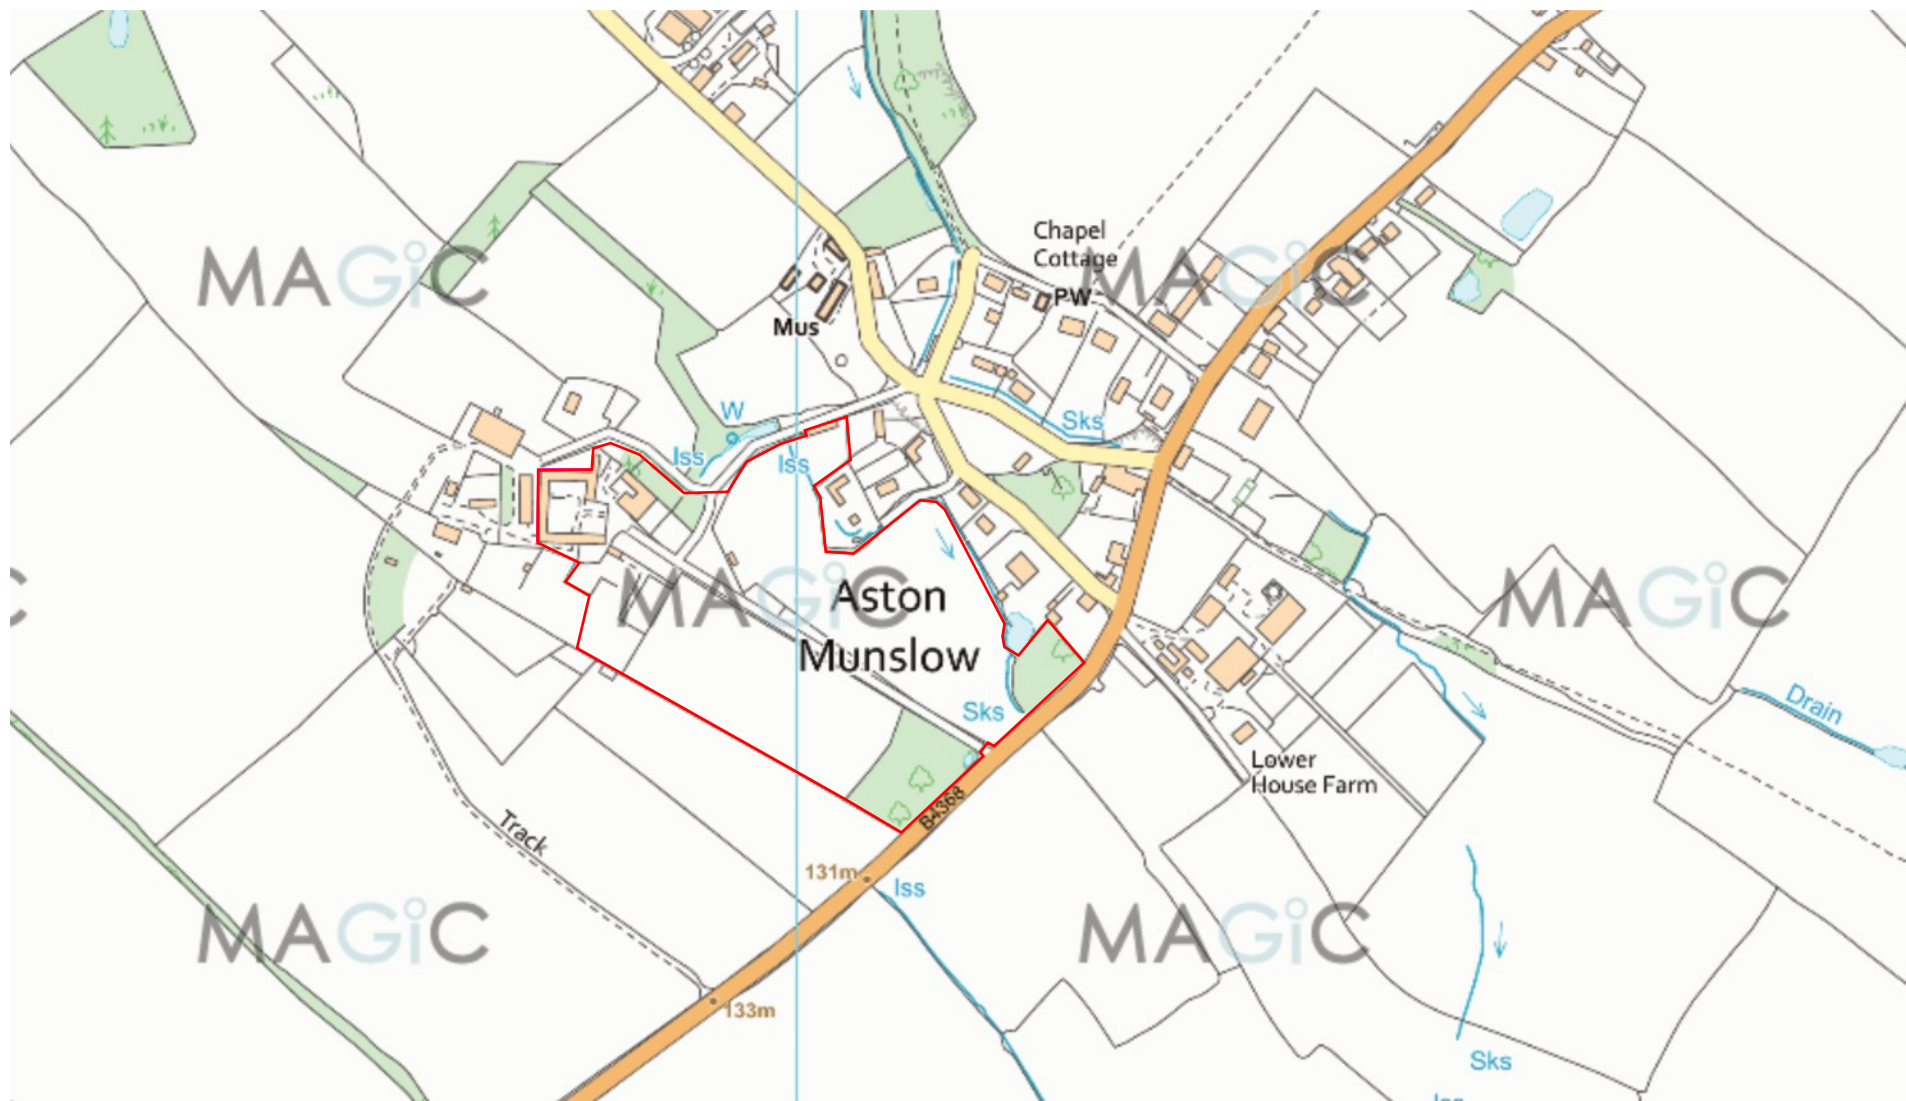 Chapel
Cottage
MAGiC
MAGiC
PW
Mus
W
Sks
Iss
Iss
MAGiC
Aston
Munslow
MAGiC
Sks
Drain
Lower
House Farm
B4368
Track
131m
Iss
MAGiC
MAGiC
133m
Sks